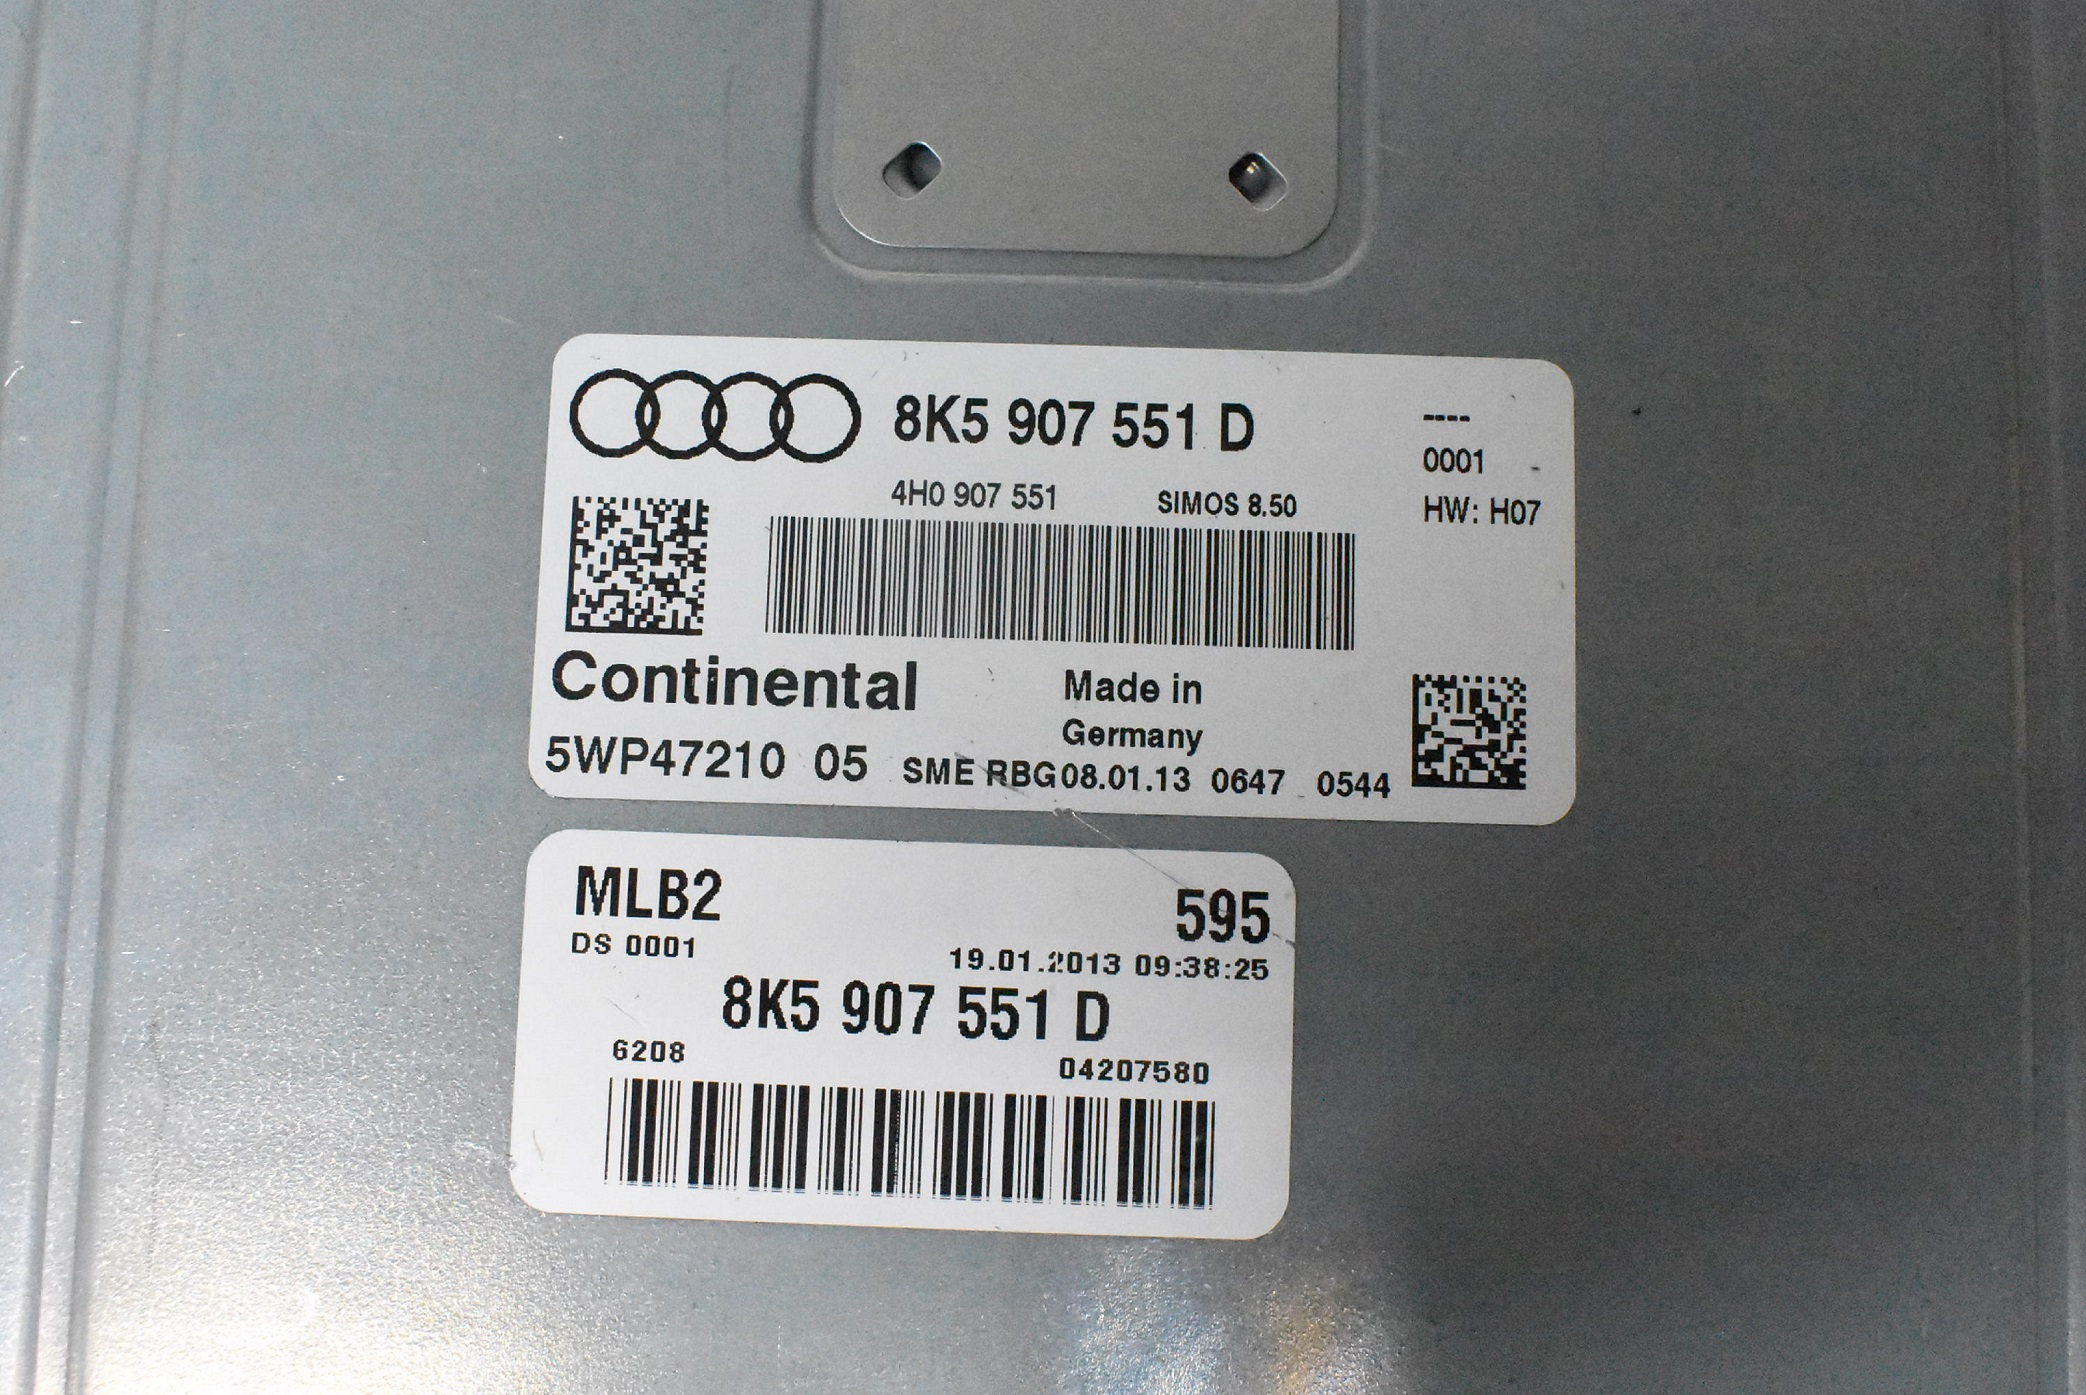 8K5 907 551 D
----
0001
4H0 907 551 SIMOS 8.50
HW: H07
Continental
Made in
Germany
5WP47210 05 SME RBG08.01.13 0647 0544
MLB2 595
DS 0001
19.01.2013 09:38:25
8K5 907 551 D
6208 04207580